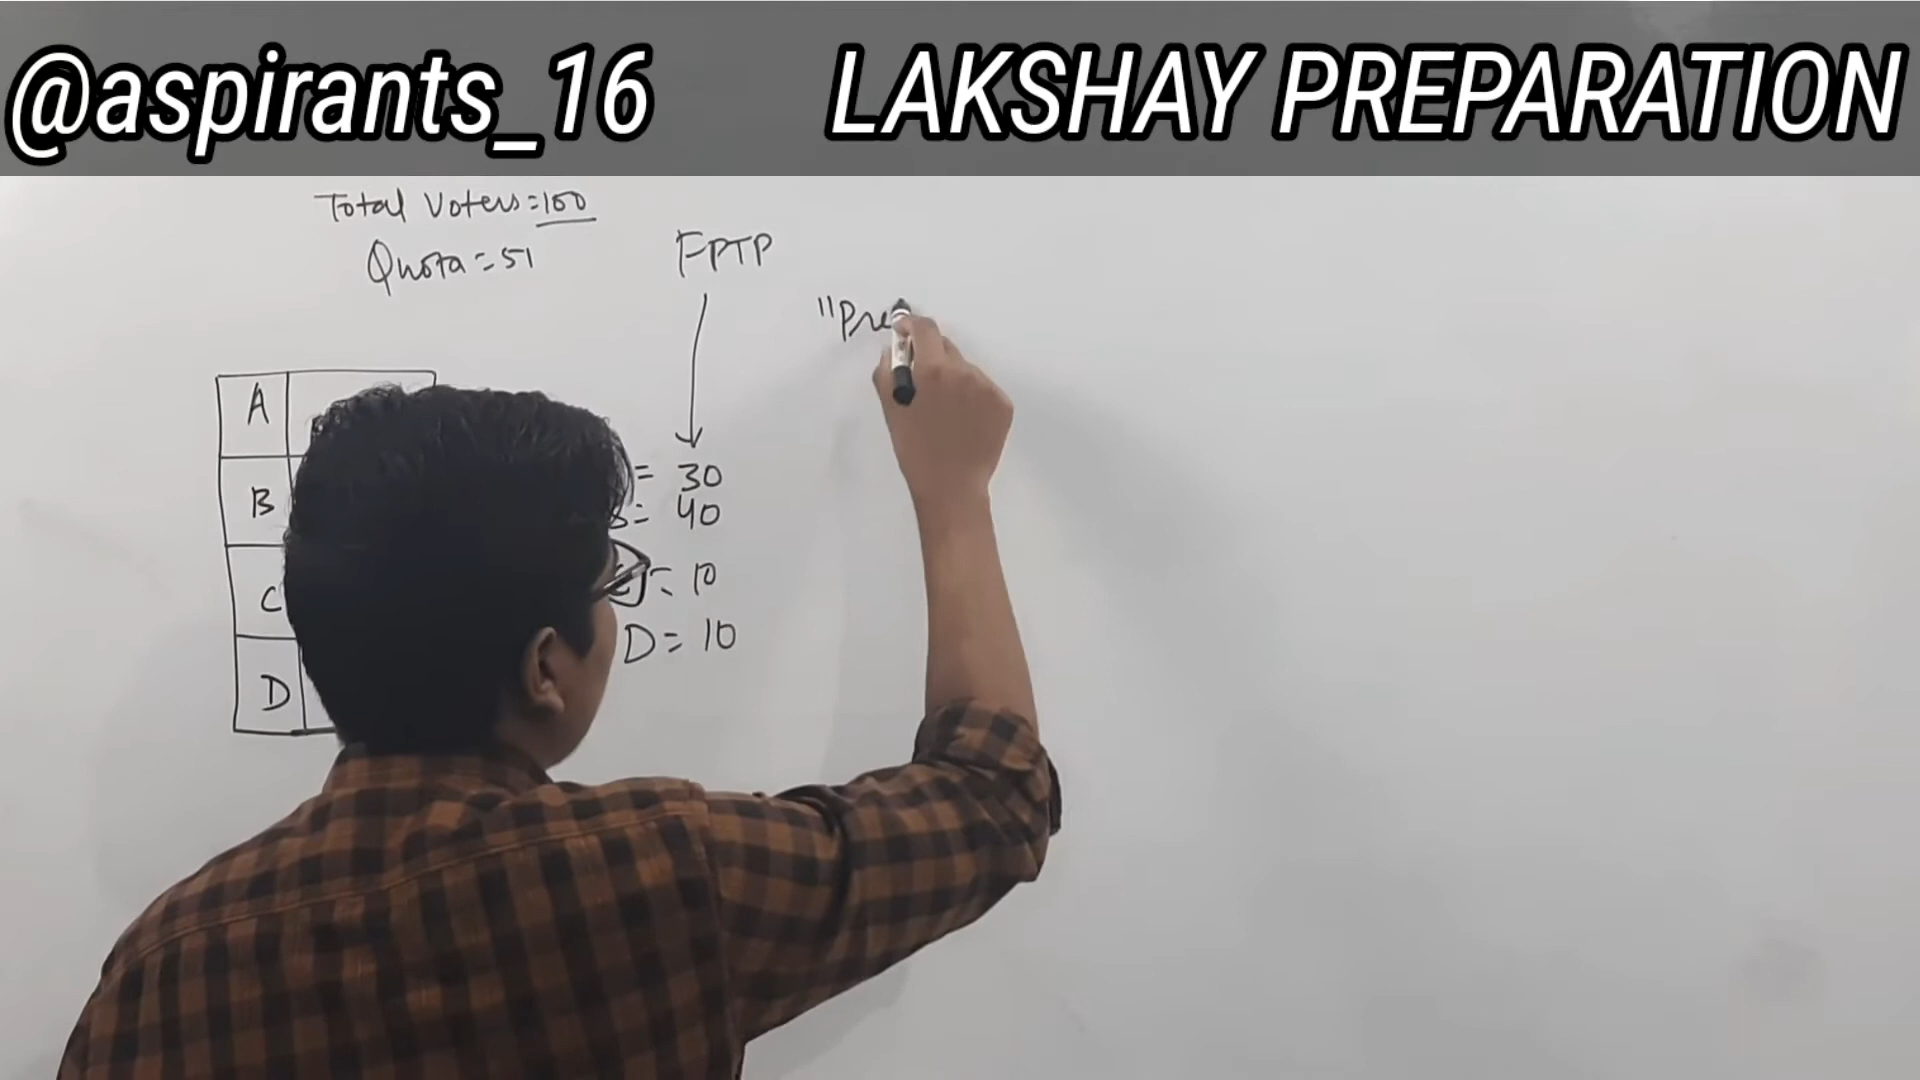 @aspirants_16 LAKSHAY PREPARATION
Total Voters=100
Quota=51
FPTP
"Pre
A
B
C
D
= 30
B= 40
C = 10
D= 10